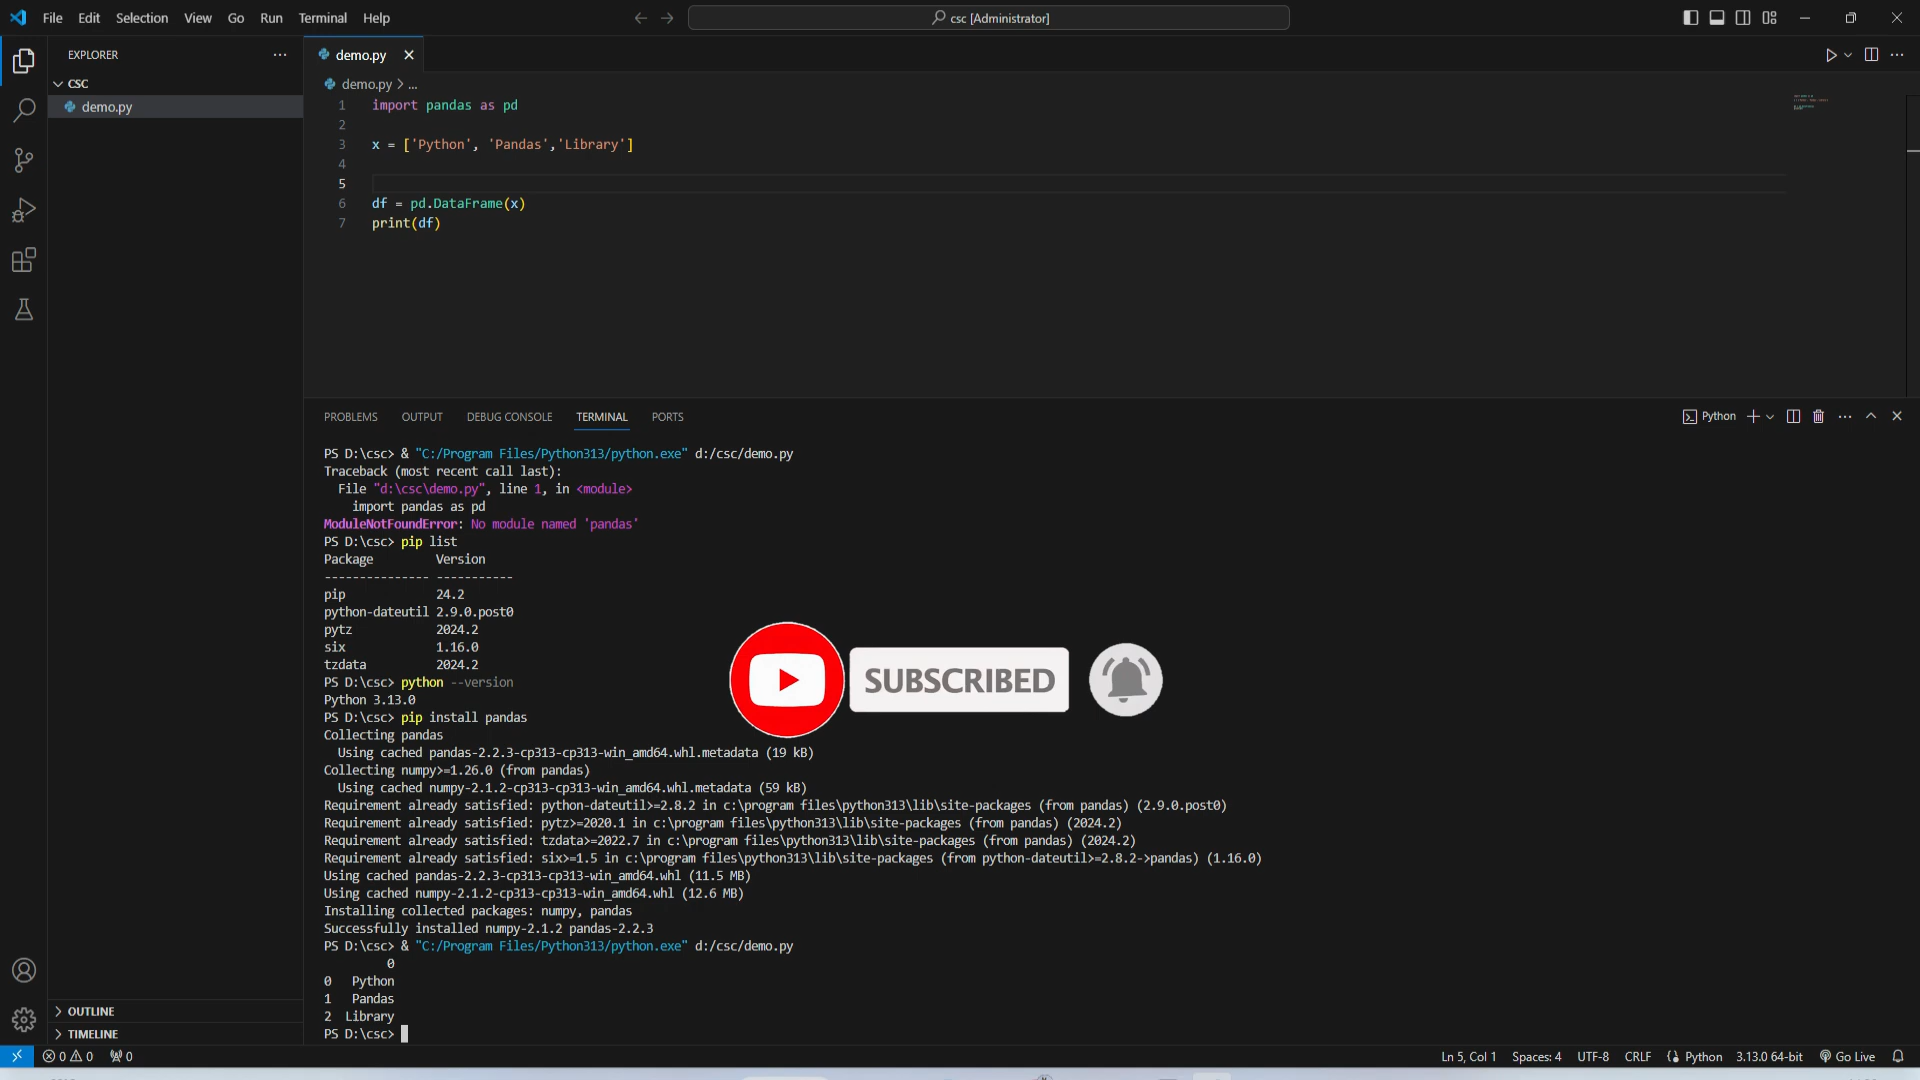 File Edit Selection View Go Run Terminal Help
csc [Administrator]
EXPLORER
CSC
demo.py
demo.py
demo.py > ...
1 import pandas as pd
2
3 x = ['Python', 'Pandas','Library']
4
5
6 df = pd.DataFrame(x)
7 print(df)
PROBLEMS OUTPUT DEBUG CONSOLE TERMINAL PORTS
Python
PS D:\csc> & "C:/Program Files/Python313/python.exe" d:/csc/demo.py
Traceback (most recent call last):
File "d:\csc\demo.py", line 1, in <module>
import pandas as pd
ModuleNotFoundError: No module named 'pandas'
PS D:\csc> pip list
Package Version
--------------- -----------
pip 24.2
python-dateutil 2.9.0.post0
pytz 2024.2
six 1.16.0
tzdata 2024.2
PS D:\csc> python --version
Python 3.13.0
PS D:\csc> pip install pandas
Collecting pandas
Using cached pandas-2.2.3-cp313-cp313-win_amd64.whl.metadata (19 kB)
Collecting numpy>=1.26.0 (from pandas)
Using cached numpy-2.1.2-cp313-cp313-win_amd64.whl.metadata (59 kB)
Requirement already satisfied: python-dateutil>=2.8.2 in c:\program files\python313\lib\site-packages (from pandas) (2.9.0.post0)
Requirement already satisfied: pytz>=2020.1 in c:\program files\python313\lib\site-packages (from pandas) (2024.2)
Requirement already satisfied: tzdata>=2022.7 in c:\program files\python313\lib\site-packages (from pandas) (2024.2)
Requirement already satisfied: six>=1.5 in c:\program files\python313\lib\site-packages (from python-dateutil>=2.8.2->pandas) (1.16.0)
Using cached pandas-2.2.3-cp313-cp313-win_amd64.whl (11.5 MB)
Using cached numpy-2.1.2-cp313-cp313-win_amd64.whl (12.6 MB)
Installing collected packages: numpy, pandas
Successfully installed numpy-2.1.2 pandas-2.2.3
PS D:\csc> & "C:/Program Files/Python313/python.exe" d:/csc/demo.py
0
0 Python
1 Pandas
2 Library
PS D:\csc>
SUBSCRIBED
OUTLINE
TIMELINE
0 0 0
Ln 5, Col 1 Spaces: 4 UTF-8 CRLF Python 3.13.0 64-bit Go Live